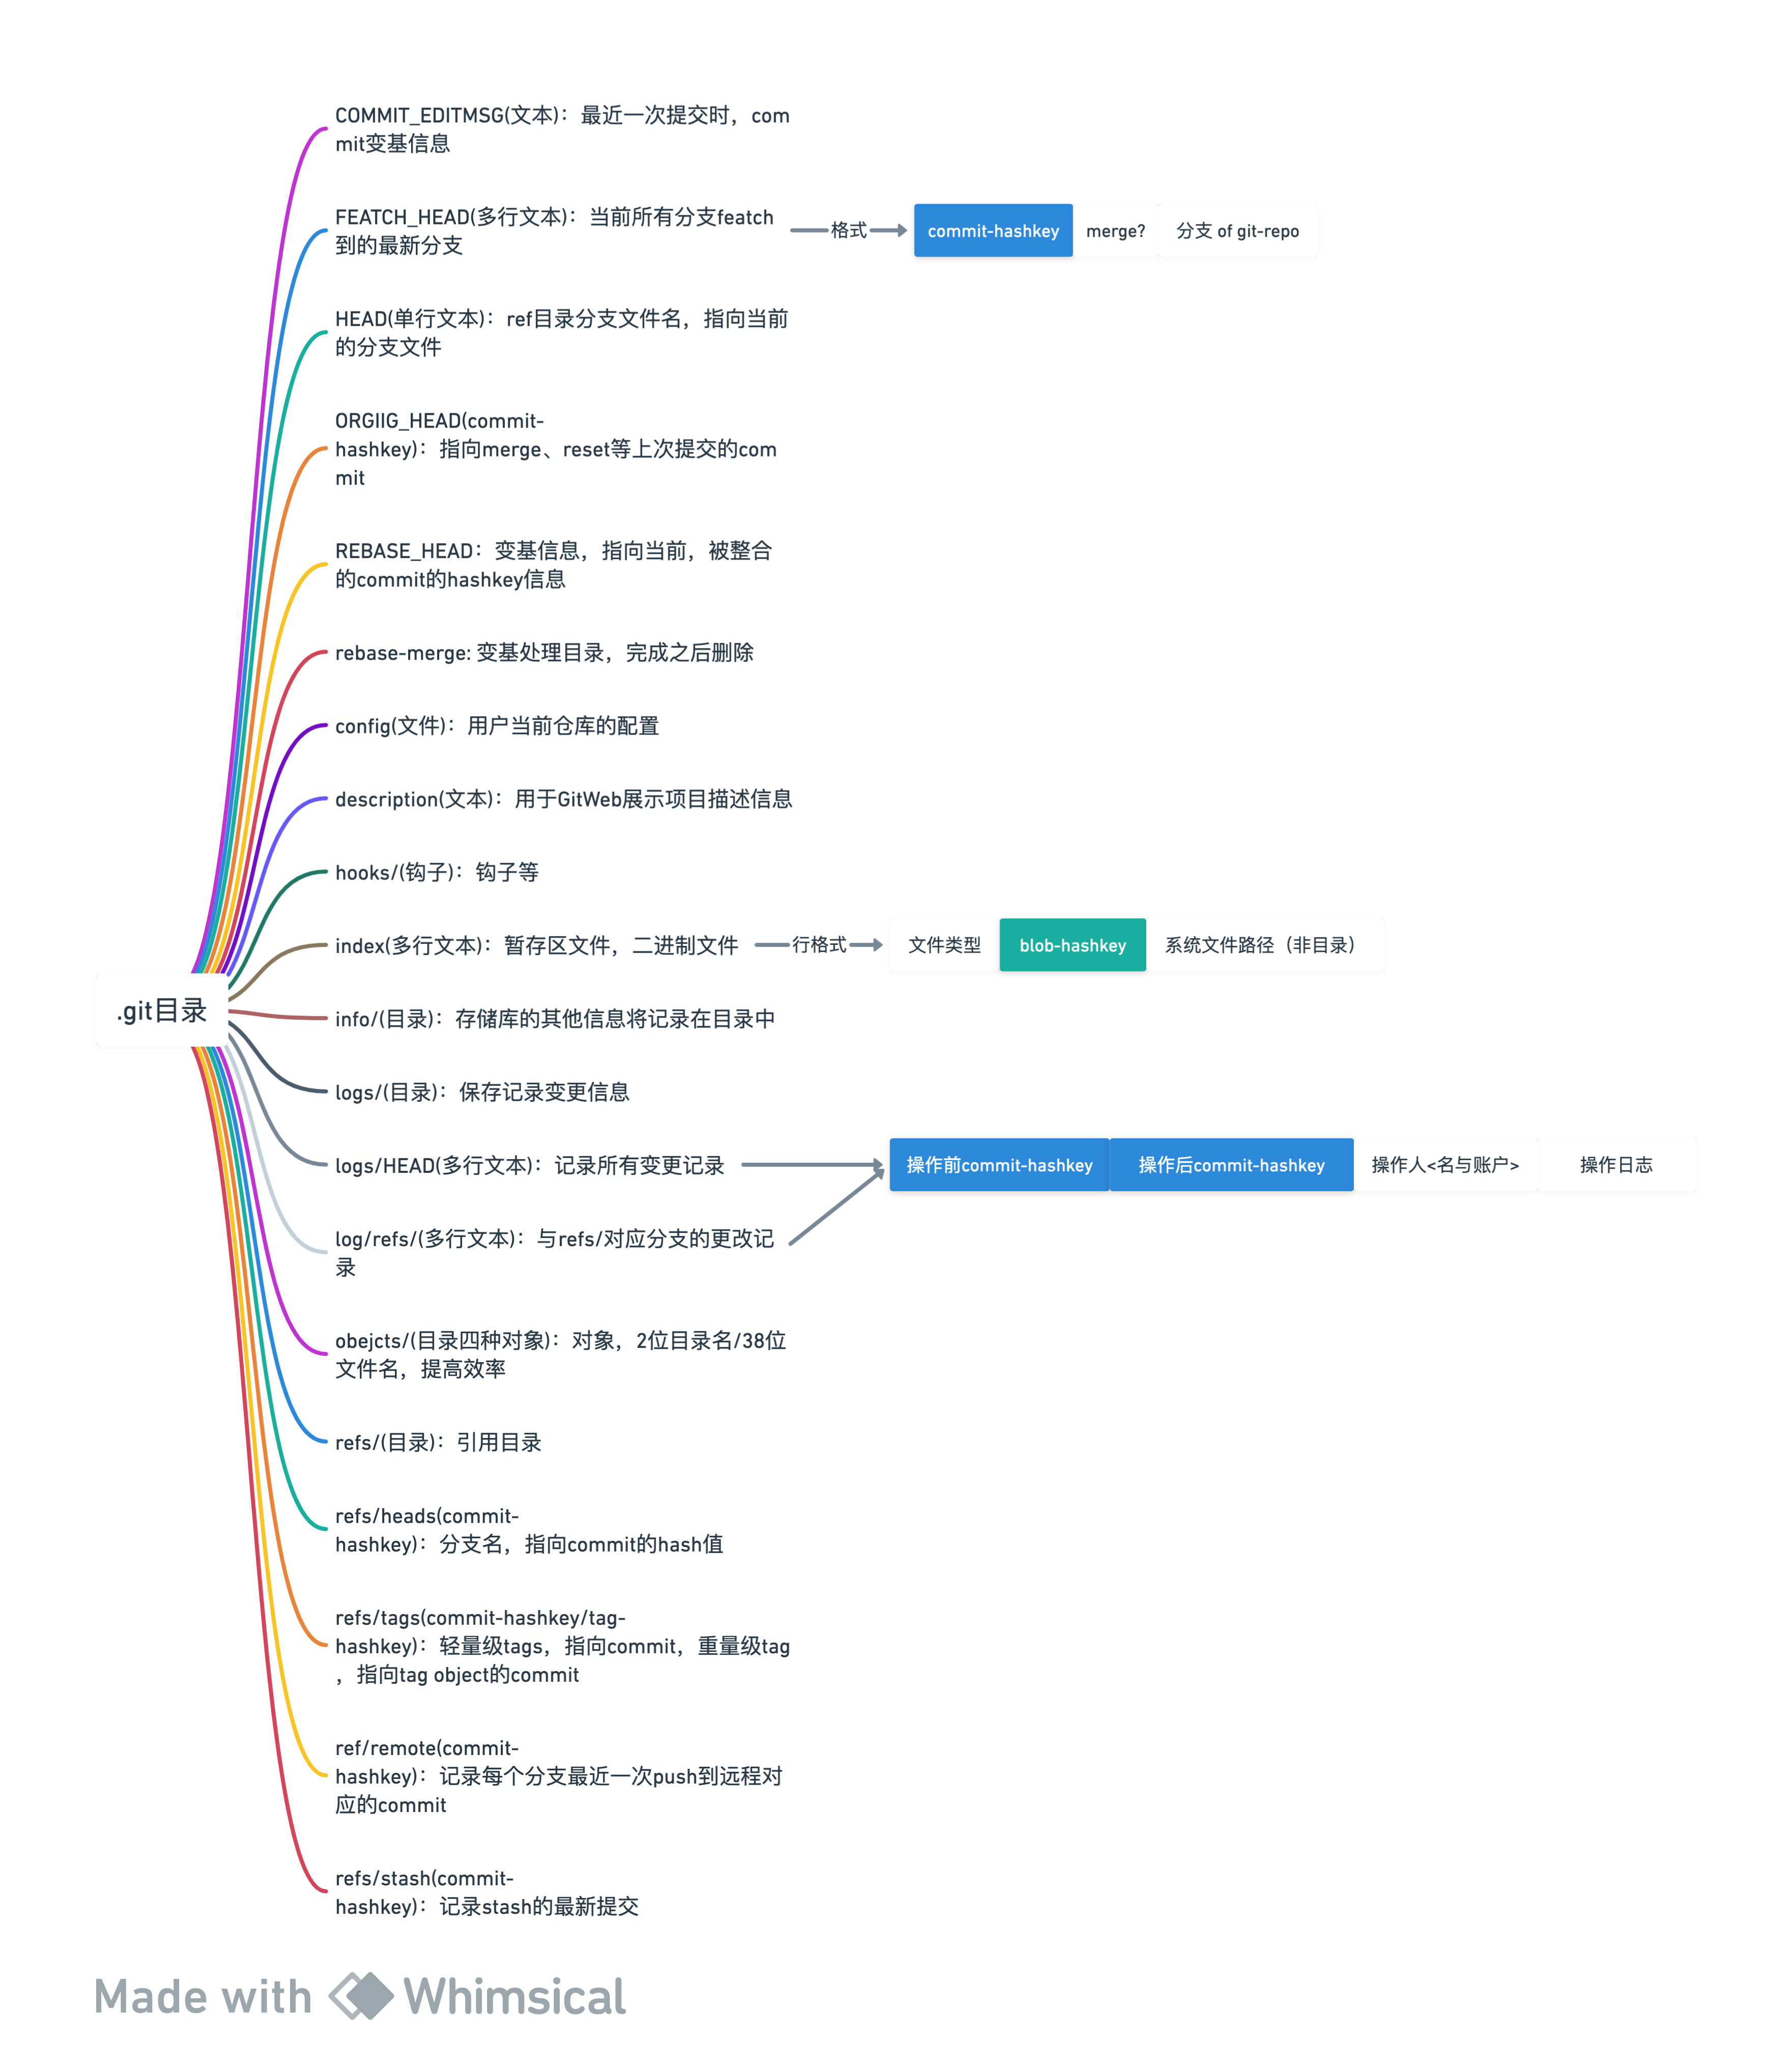 COMMIT_EDITMSG(文本)：最近一次提交时，com
mit变基信息
FEATCH_HEAD(多行文本)：当前所有分支featch
到的最新分支
格式
commit-hashkey
merge?
分支 of git-repo
HEAD(单行文本)：ref目录分支文件名，指向当前
的分支文件
ORGIIG_HEAD(commit-
hashkey)：指向merge、reset等上次提交的com
mit
REBASE_HEAD：变基信息，指向当前，被整合
的commit的hashkey信息
rebase-merge: 变基处理目录，完成之后删除
config(文件)：用户当前仓库的配置
description(文本)：用于GitWeb展示项目描述信息
hooks/(钩子)：钩子等
index(多行文本)：暂存区文件，二进制文件
行格式
文件类型
blob-hashkey
系统文件路径（非目录）
.git目录
info/(目录)：存储库的其他信息将记录在目录中
logs/(目录)：保存记录变更信息
logs/HEAD(多行文本)：记录所有变更记录
操作前commit-hashkey
操作后commit-hashkey
操作人<名与账户>
操作日志
log/refs/(多行文本)：与refs/对应分支的更改记
录
obejcts/(目录四种对象)：对象，2位目录名/38位
文件名，提高效率
refs/(目录)：引用目录
refs/heads(commit-
hashkey)：分支名，指向commit的hash值
refs/tags(commit-hashkey/tag-
hashkey)：轻量级tags，指向commit，重量级tag
，指向tag object的commit
ref/remote(commit-
hashkey)：记录每个分支最近一次push到远程对
应的commit
refs/stash(commit-
hashkey)：记录stash的最新提交
Made with Whimsical